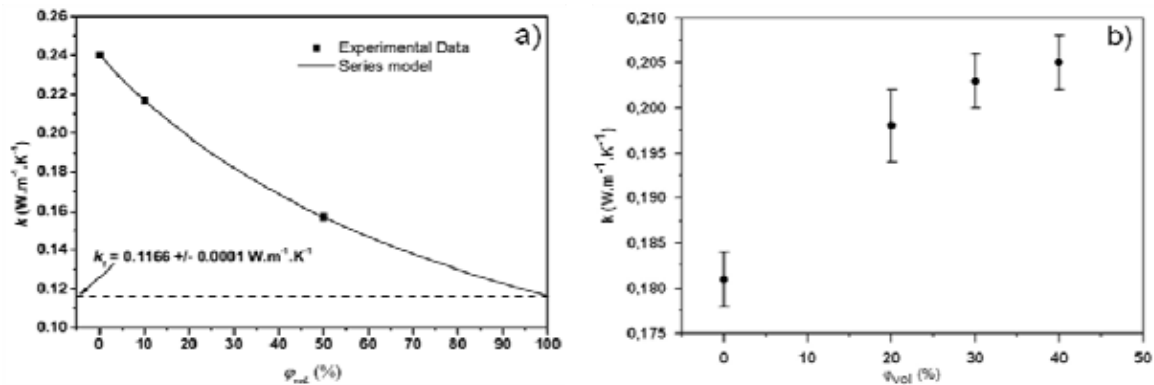 a)
0.26
0.24
0.22
0.20
0.18
0.16
0.14
0.12
0.10
k (W.m⁻¹.K⁻¹)
Experimental Data
Series model
k_f = 0.1166 +/- 0.0001 W.m⁻¹.K⁻¹
0 10 20 30 40 50 60 70 80 90 100
φ_vol (%)
b)
0,210
0,205
0,200
0,195
0,190
0,185
0,180
0,175
k (W.m⁻¹.K⁻¹)
0 10 20 30 40 50
φ_vol (%)